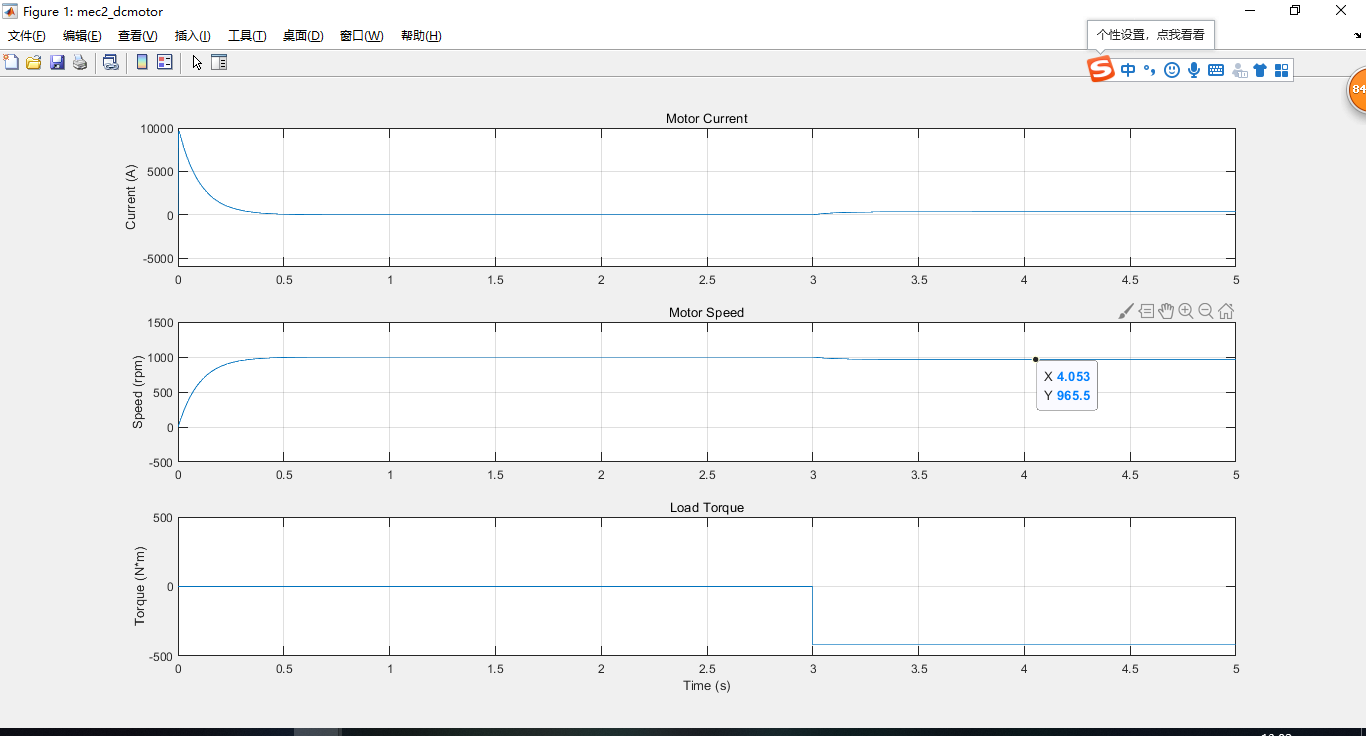 Figure 1: mec2_dcmotor
文件(F) 编辑(E) 查看(V) 插入(I) 工具(T) 桌面(D) 窗口(W) 帮助(H)
个性设置，点我看看
中
84
Motor Current
Current (A)
10000
5000
0
-5000
0 0.5 1 1.5 2 2.5 3 3.5 4 4.5 5
Motor Speed
Speed (rpm)
1500
1000
500
0
-500
X 4.053
Y 965.5
0 0.5 1 1.5 2 2.5 3 3.5 4 4.5 5
Load Torque
Torque (N*m)
500
0
-500
0 0.5 1 1.5 2 2.5 3 3.5 4 4.5 5
Time (s)